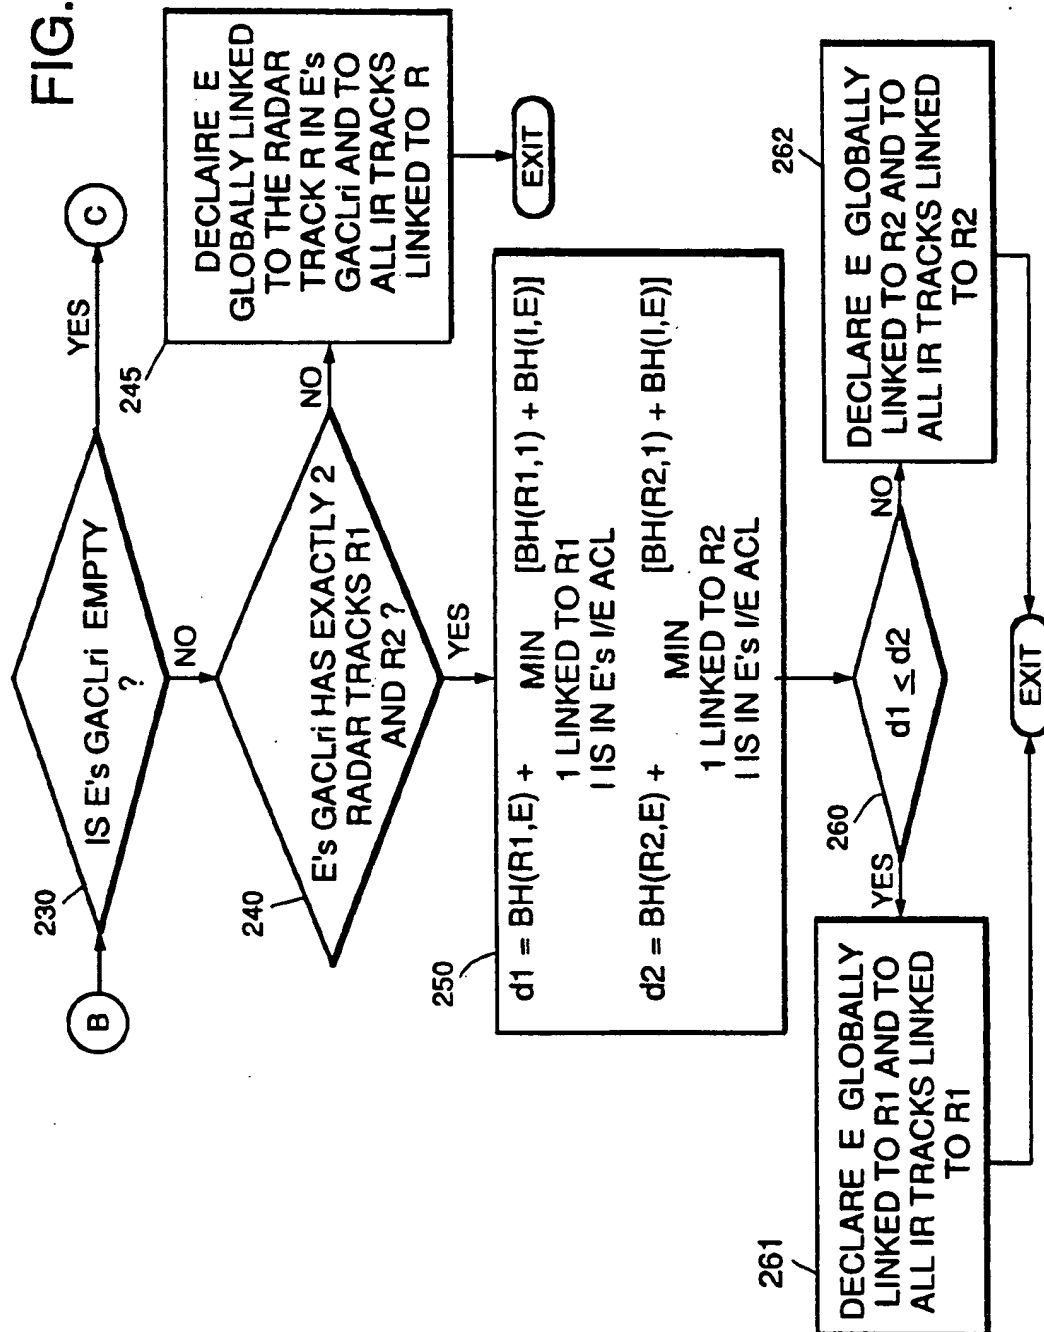 FIG.
B
230
IS E's GACLri EMPTY
?
YES
C
NO
240
E's GACLri HAS EXACTLY 2
RADAR TRACKS R1
AND R2 ?
NO
245
DECLAIRE E
GLOBALLY LINKED
TO THE RADAR
TRACK R IN E's
GACLri AND TO
ALL IR TRACKS
LINKED TO R
EXIT
YES
250
d1 = BH(R1,E) + MIN [BH(R1,1) + BH(I,E)]
1 LINKED TO R1
I IS IN E's I/E ACL
d2 = BH(R2,E) + MIN [BH(R2,1) + BH(I,E)]
1 LINKED TO R2
I IS IN E's I/E ACL
260
d1 ≤ d2
YES
NO
261
DECLARE E GLOBALLY
LINKED TO R1 AND TO
ALL IR TRACKS LINKED
TO R1
262
DECLARE E GLOBALLY
LINKED TO R2 AND TO
ALL IR TRACKS LINKED
TO R2
EXIT